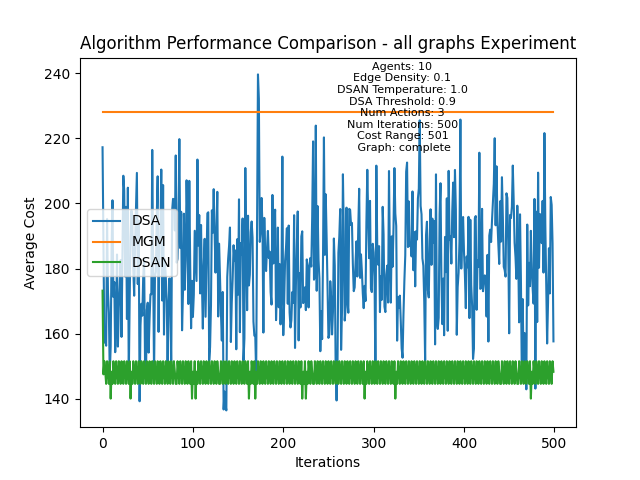 Algorithm Performance Comparison - all graphs Experiment
Agents: 10
Edge Density: 0.1
DSAN Temperature: 1.0
DSA Threshold: 0.9
Num Actions: 3
Num Iterations: 500
Cost Range: 501
Graph: complete
240
220
200
180
160
140
Average Cost
DSA
MGM
DSAN
0
100
200
300
400
500
Iterations